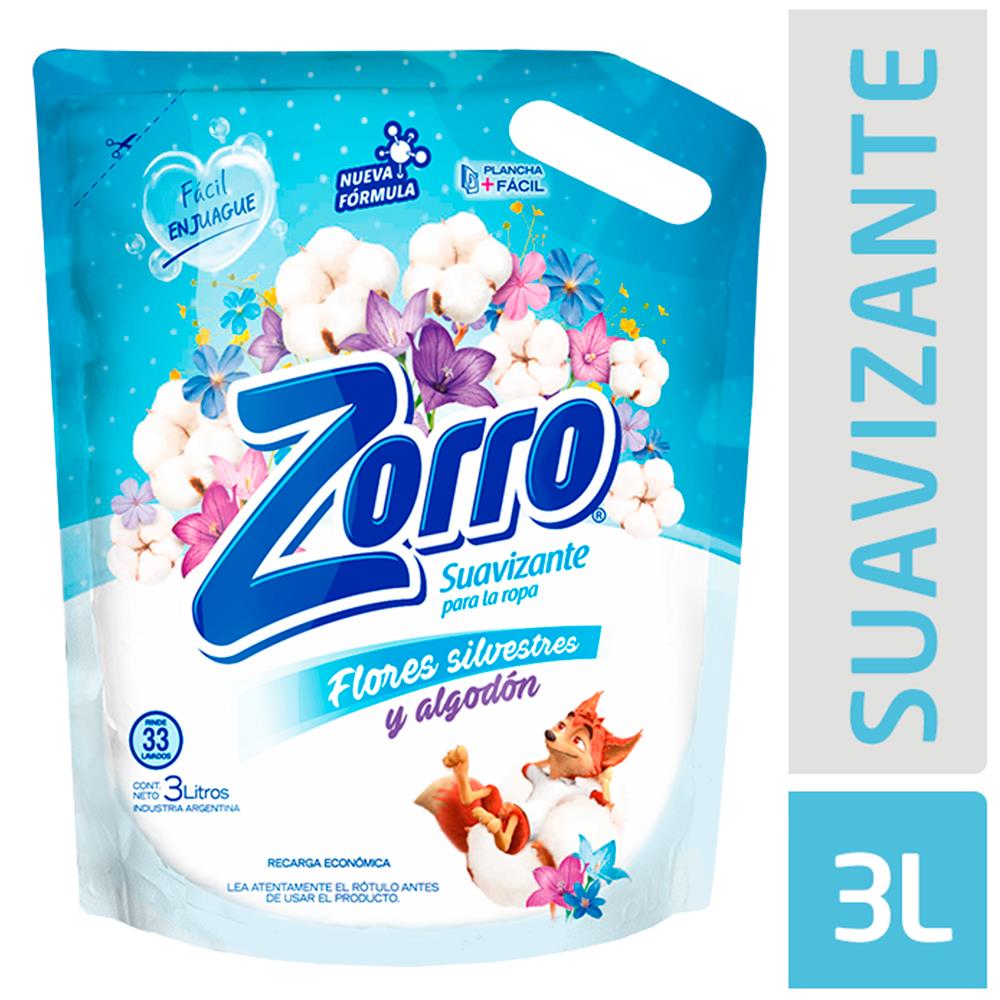 Fácil
ENJUAGUE
NUEVA
FÓRMULA
PLANCHA
+FÁCIL
Zorro®
Suavizante
para la ropa
Flores silvestres
y algodón
RINDE
33
LAVADOS
CONT.
NETO 3Litros
INDUSTRIA ARGENTINA
RECARGA ECONÓMICA
LEA ATENTAMENTE EL RÓTULO ANTES
DE USAR EL PRODUCTO.
SUAVIZANTE
3L